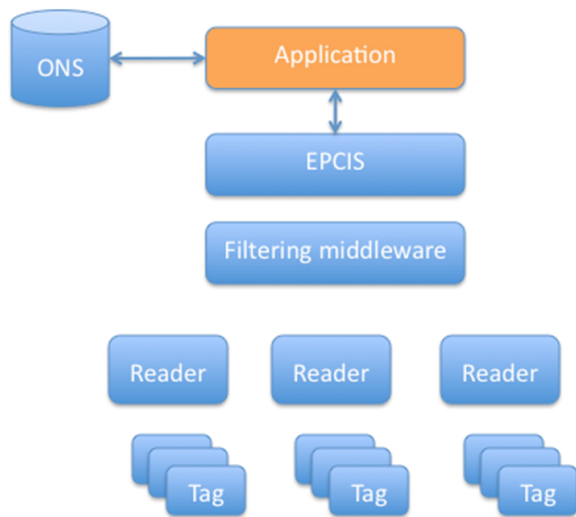 ONS
Application
EPCIS
Filtering middleware
Reader
Reader
Reader
Tag
Tag
Tag